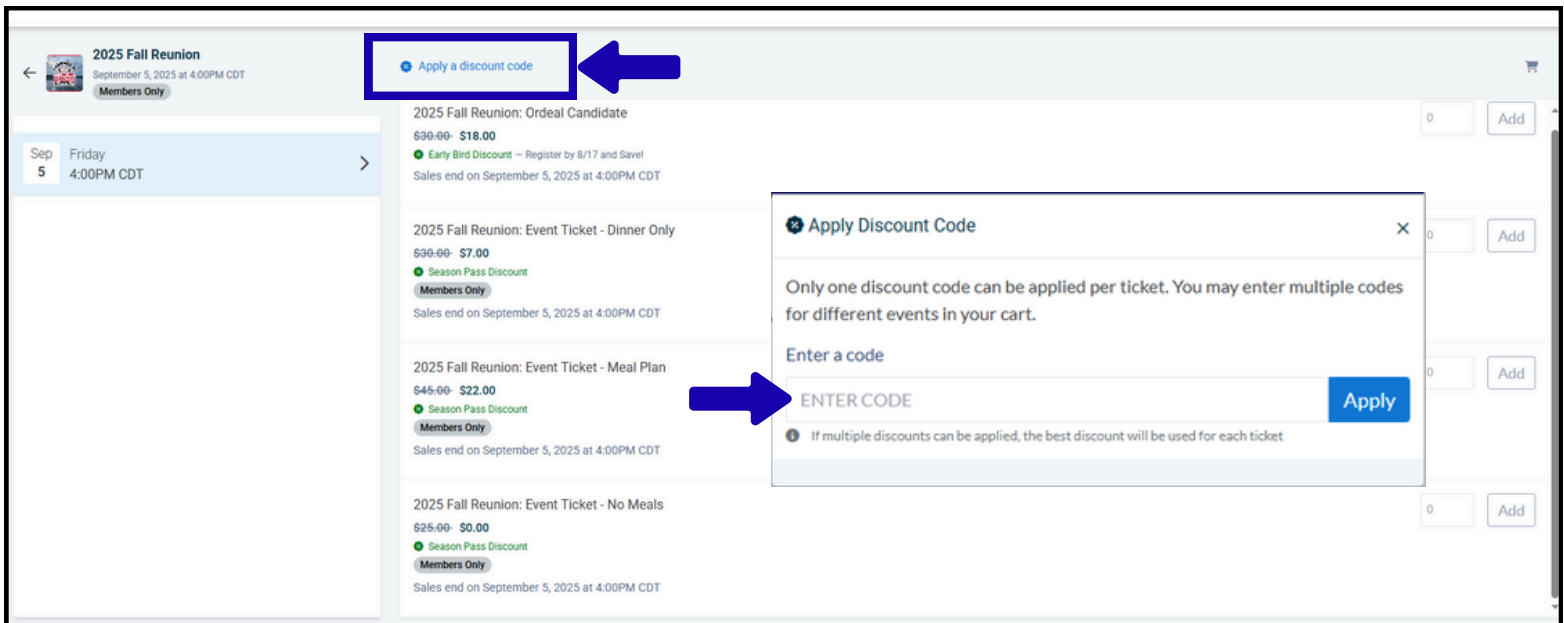 2025 Fall Reunion
September 5, 2025 at 4:00PM CDT
Members Only
Apply a discount code
Sep
5
Friday
4:00PM CDT
2025 Fall Reunion: Ordeal Candidate
$30.00 $18.00
Early Bird Discount — Register by 8/17 and Save!
Sales end on September 5, 2025 at 4:00PM CDT
0
Add
2025 Fall Reunion: Event Ticket - Dinner Only
$30.00 $7.00
Season Pass Discount
Members Only
Sales end on September 5, 2025 at 4:00PM CDT
0
Add
2025 Fall Reunion: Event Ticket - Meal Plan
$45.00 $22.00
Season Pass Discount
Members Only
Sales end on September 5, 2025 at 4:00PM CDT
0
Add
2025 Fall Reunion: Event Ticket - No Meals
$25.00 $0.00
Season Pass Discount
Members Only
Sales end on September 5, 2025 at 4:00PM CDT
0
Add
Apply Discount Code
Only one discount code can be applied per ticket. You may enter multiple codes
for different events in your cart.
Enter a code
ENTER CODE
Apply
If multiple discounts can be applied, the best discount will be used for each ticket